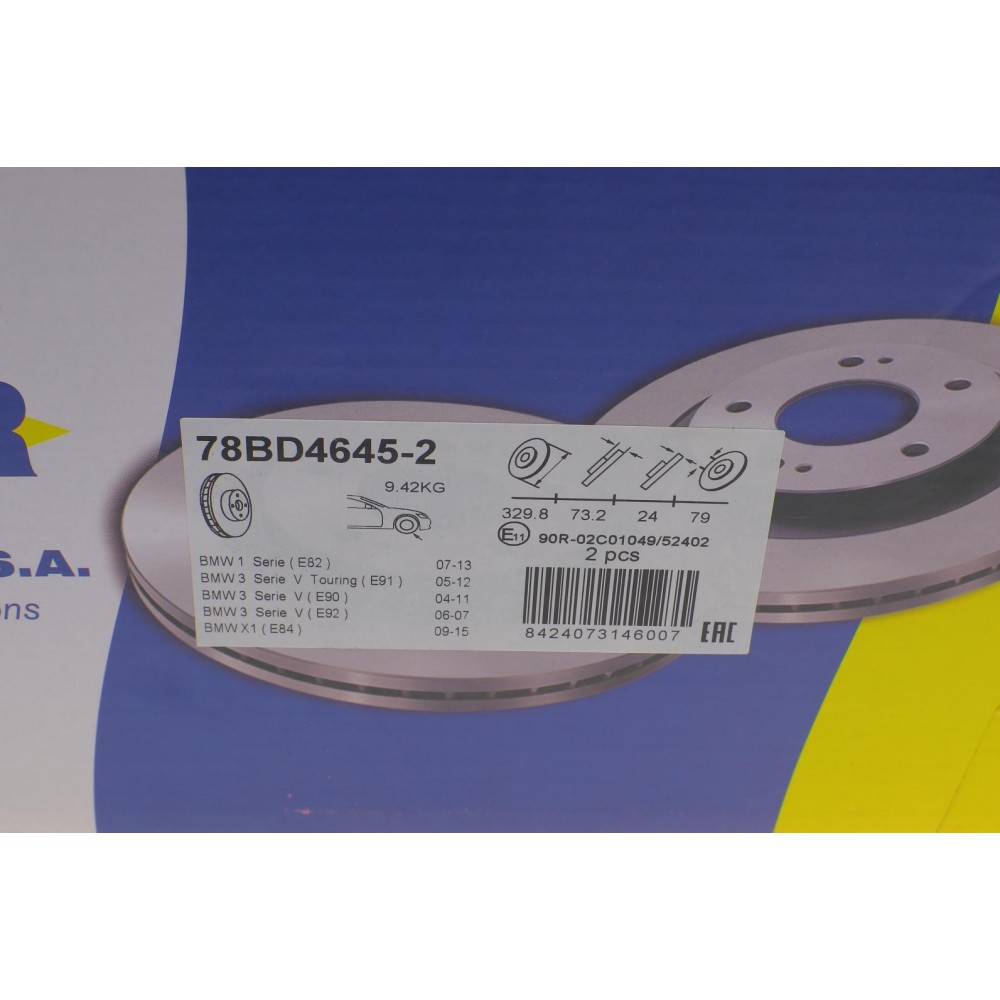 R
S.A.
ons
78BD4645-2
9.42KG
329.8 73.2 24 79
E11 90R-02C01049/52402
2 pcs
BMW 1 Serie ( E82 ) 07-13
BMW 3 Serie V Touring ( E91 ) 05-12
BMW 3 Serie V ( E90 ) 04-11
BMW 3 Serie V ( E92 ) 06-07
BMW X1 ( E84 ) 09-15
8424073146007
EAC